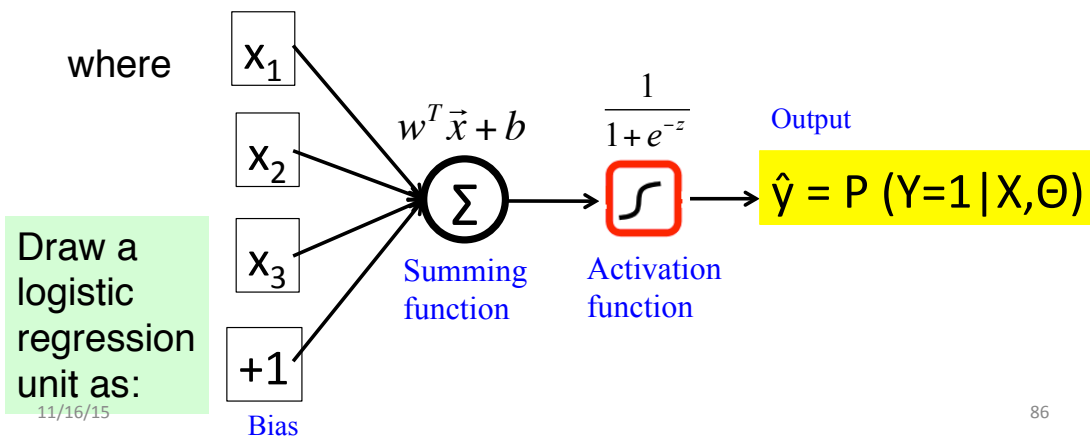 where
x₁
x₂
x₃
+1
Bias
Draw a
logistic
regression
unit as:
w^T x⃗ + b
Σ
Summing
function
1
1+e^{-z}
Activation
function
Output
ŷ = P (Y=1|X,Θ)
11/16/15
86